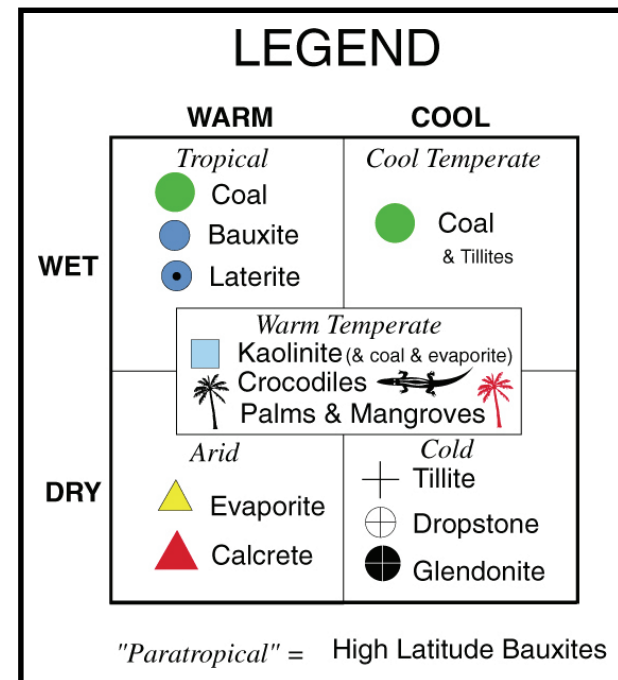 LEGEND
WARM
COOL
WET
Tropical
Coal
Bauxite
Laterite
Cool Temperate
Coal
& Tillites
Warm Temperate
Kaolinite (& coal & evaporite)
Crocodiles
Palms & Mangroves
DRY
Arid
Evaporite
Calcrete
Cold
Tillite
Dropstone
Glendonite
"Paratropical" = High Latitude Bauxites